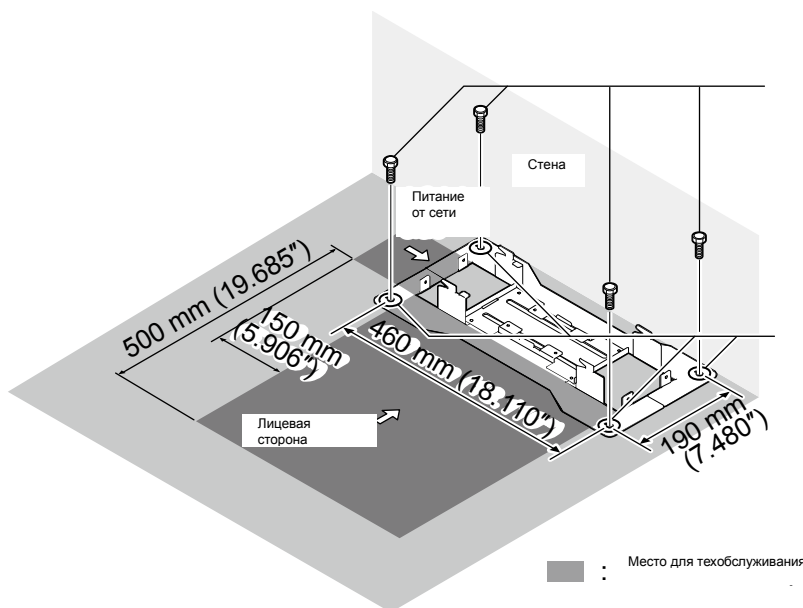 Стена
Питание
от сети
500 mm (19.685″)
150 mm
(5.906″)
460 mm (18.110″)
190 mm
(7.480″)
Лицевая
сторона
: Место для техобслуживания